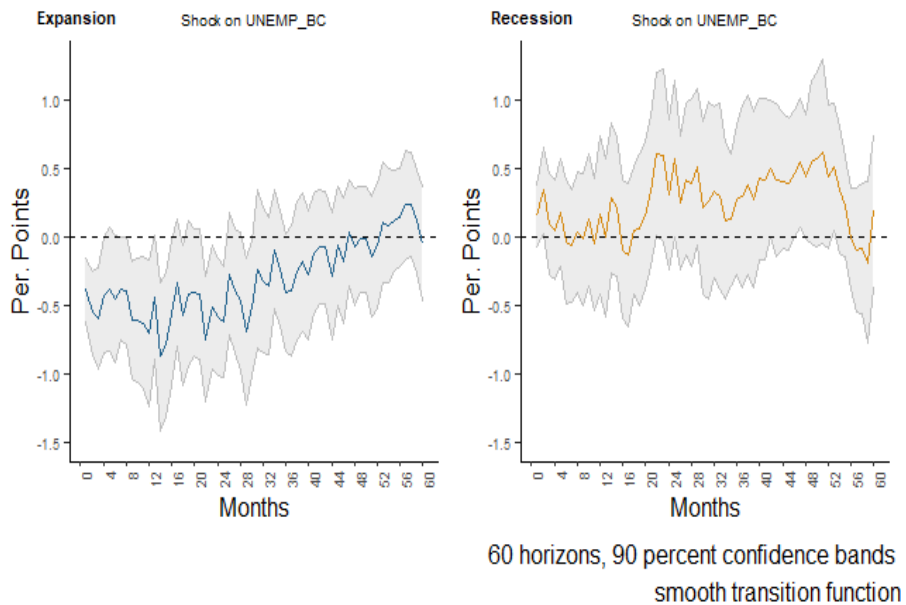 Expansion Shock on UNEMP_BC
Per. Points
1.0
0.5
0.0
-0.5
-1.0
-1.5
0 4 8 12 16 20 24 28 32 36 40 44 48 52 56 60
Months
Recession Shock on UNEMP_BC
Per. Points
1.0
0.5
0.0
-0.5
-1.0
-1.5
0 4 8 12 16 20 24 28 32 36 40 44 48 52 56 60
Months
60 horizons, 90 percent confidence bands
smooth transition function